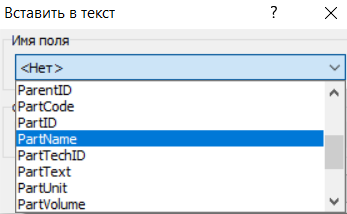 Вставить в текст
Имя поля
<Нет>
ParentID
PartCode
PartID
PartName
PartTechID
PartText
PartUnit
PartVolume